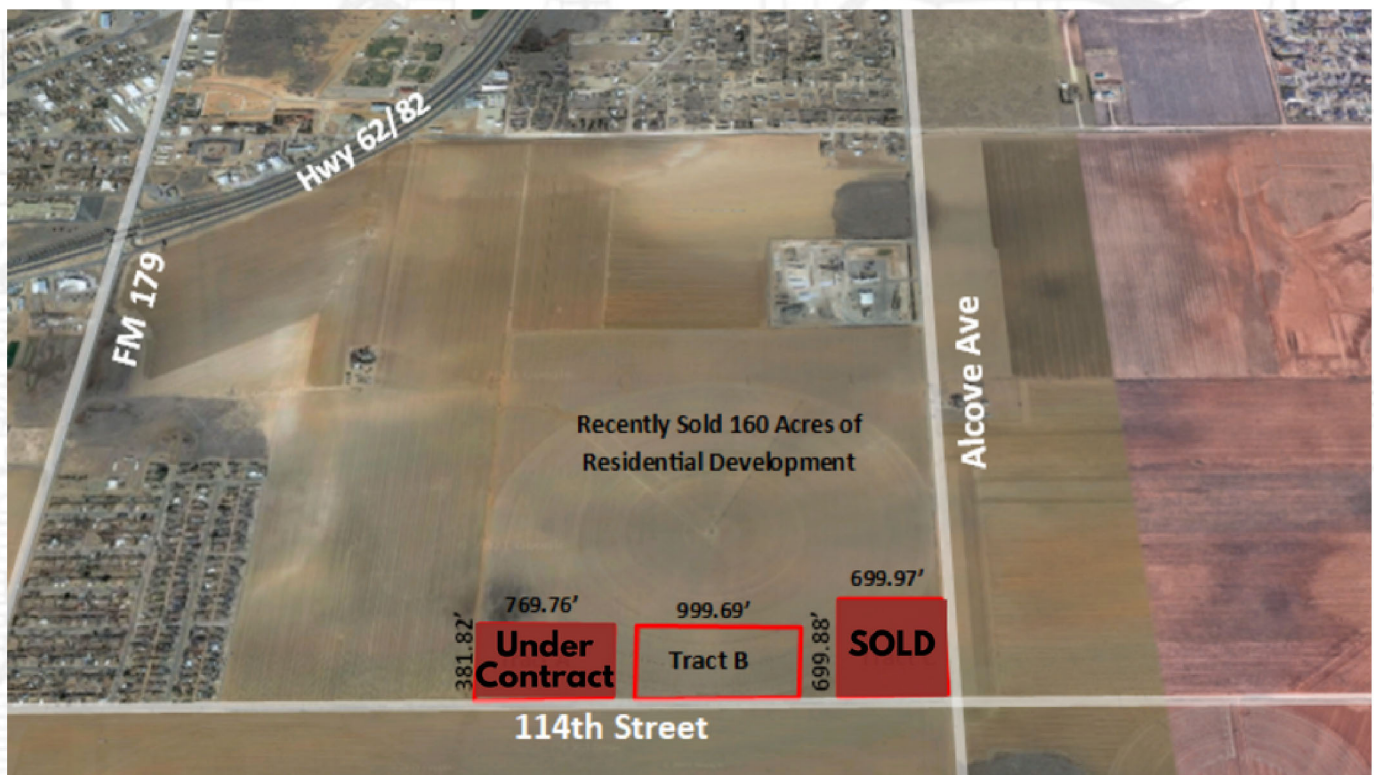 Hwy 62/82
FM 179
Alcove Ave
Recently Sold 160 Acres of
Residential Development
699.97'
769.76'
999.69'
381.82'
Under
Contract
Tract B
699.88'
SOLD
114th Street